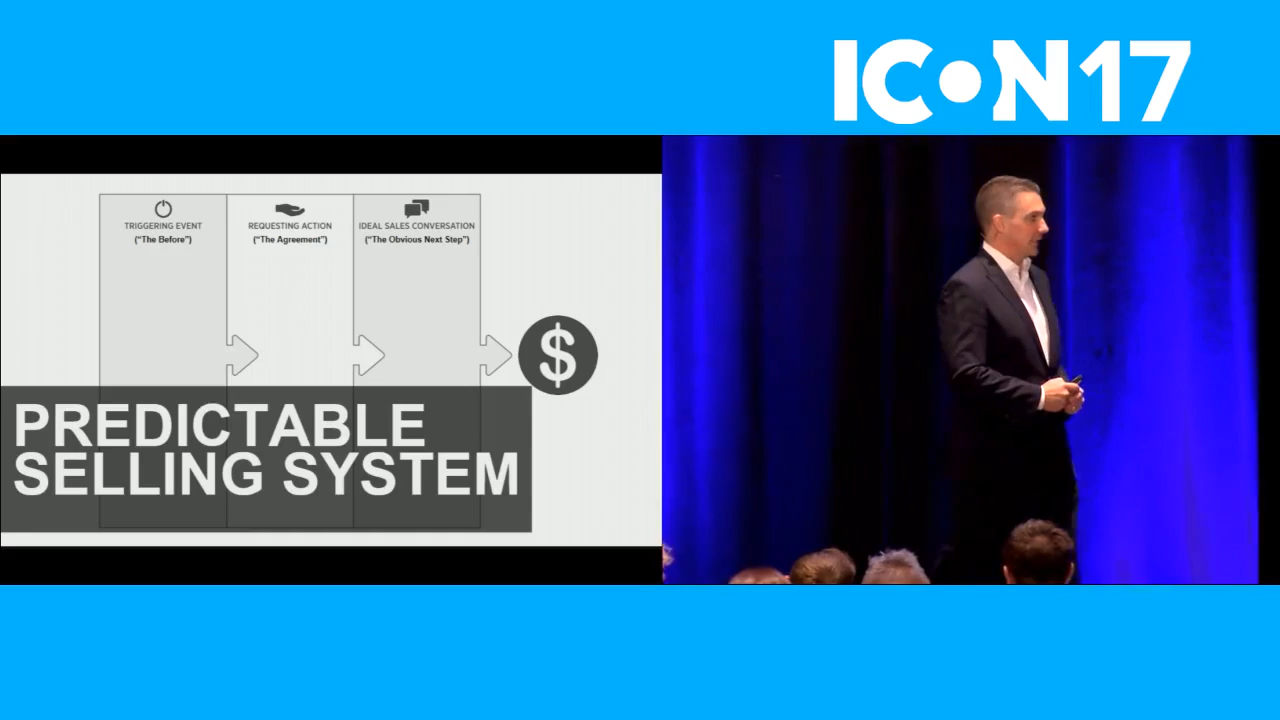 ICON17
TRIGGERING EVENT
("The Before")
REQUESTING ACTION
("The Agreement")
IDEAL SALES CONVERSATION
("The Obvious Next Step")
$
PREDICTABLE
SELLING SYSTEM